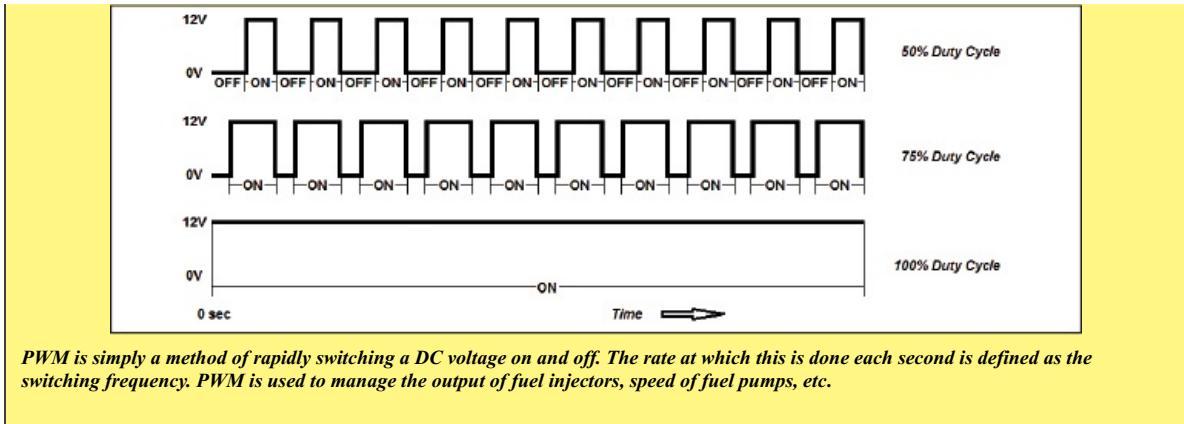 12V
50% Duty Cycle
0V
OFF ON OFF ON OFF ON OFF ON OFF ON OFF ON OFF ON OFF ON OFF ON OFF ON
12V
75% Duty Cycle
0V
ON ON ON ON ON ON ON ON ON ON
12V
100% Duty Cycle
0V
ON
0 sec Time
PWM is simply a method of rapidly switching a DC voltage on and off. The rate at which this is done each second is defined as the
switching frequency. PWM is used to manage the output of fuel injectors, speed of fuel pumps, etc.